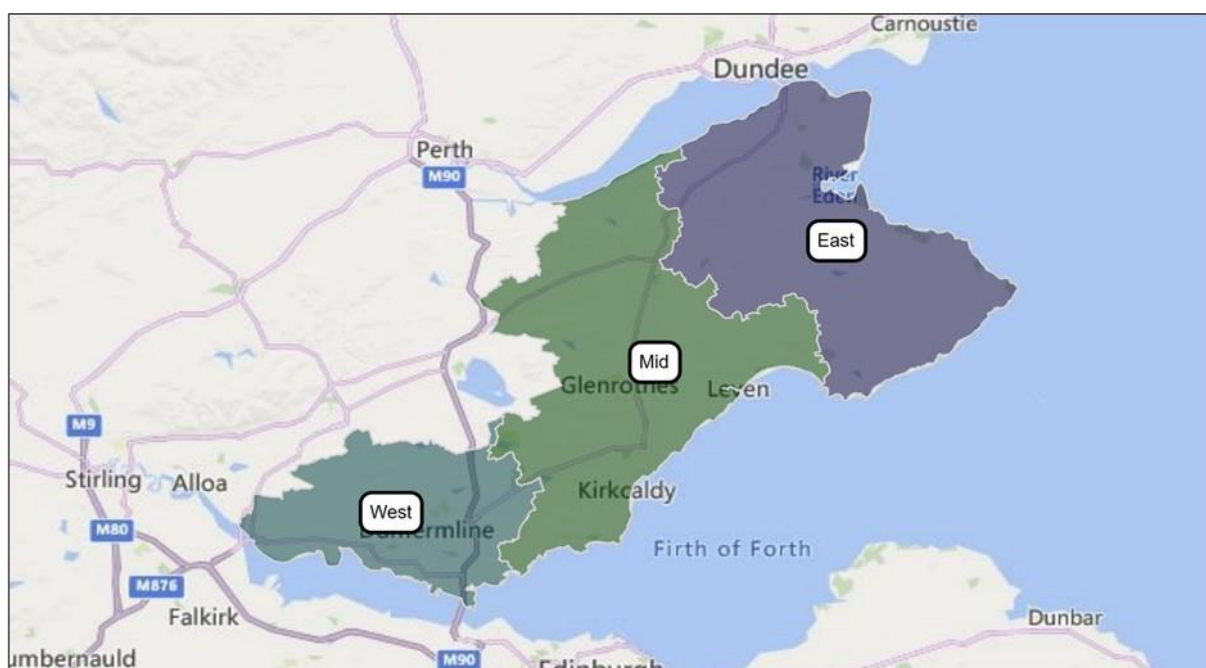 Carnoustie
Dundee
Perth
M90
River
Eden
East
Mid
Glenrothes
Leven
M9
Stirling
Alloa
West
Dunfermline
Kirkcaldy
M80
Firth of Forth
M876
Falkirk
Dunbar
umbernauld
M90
Edinburgh